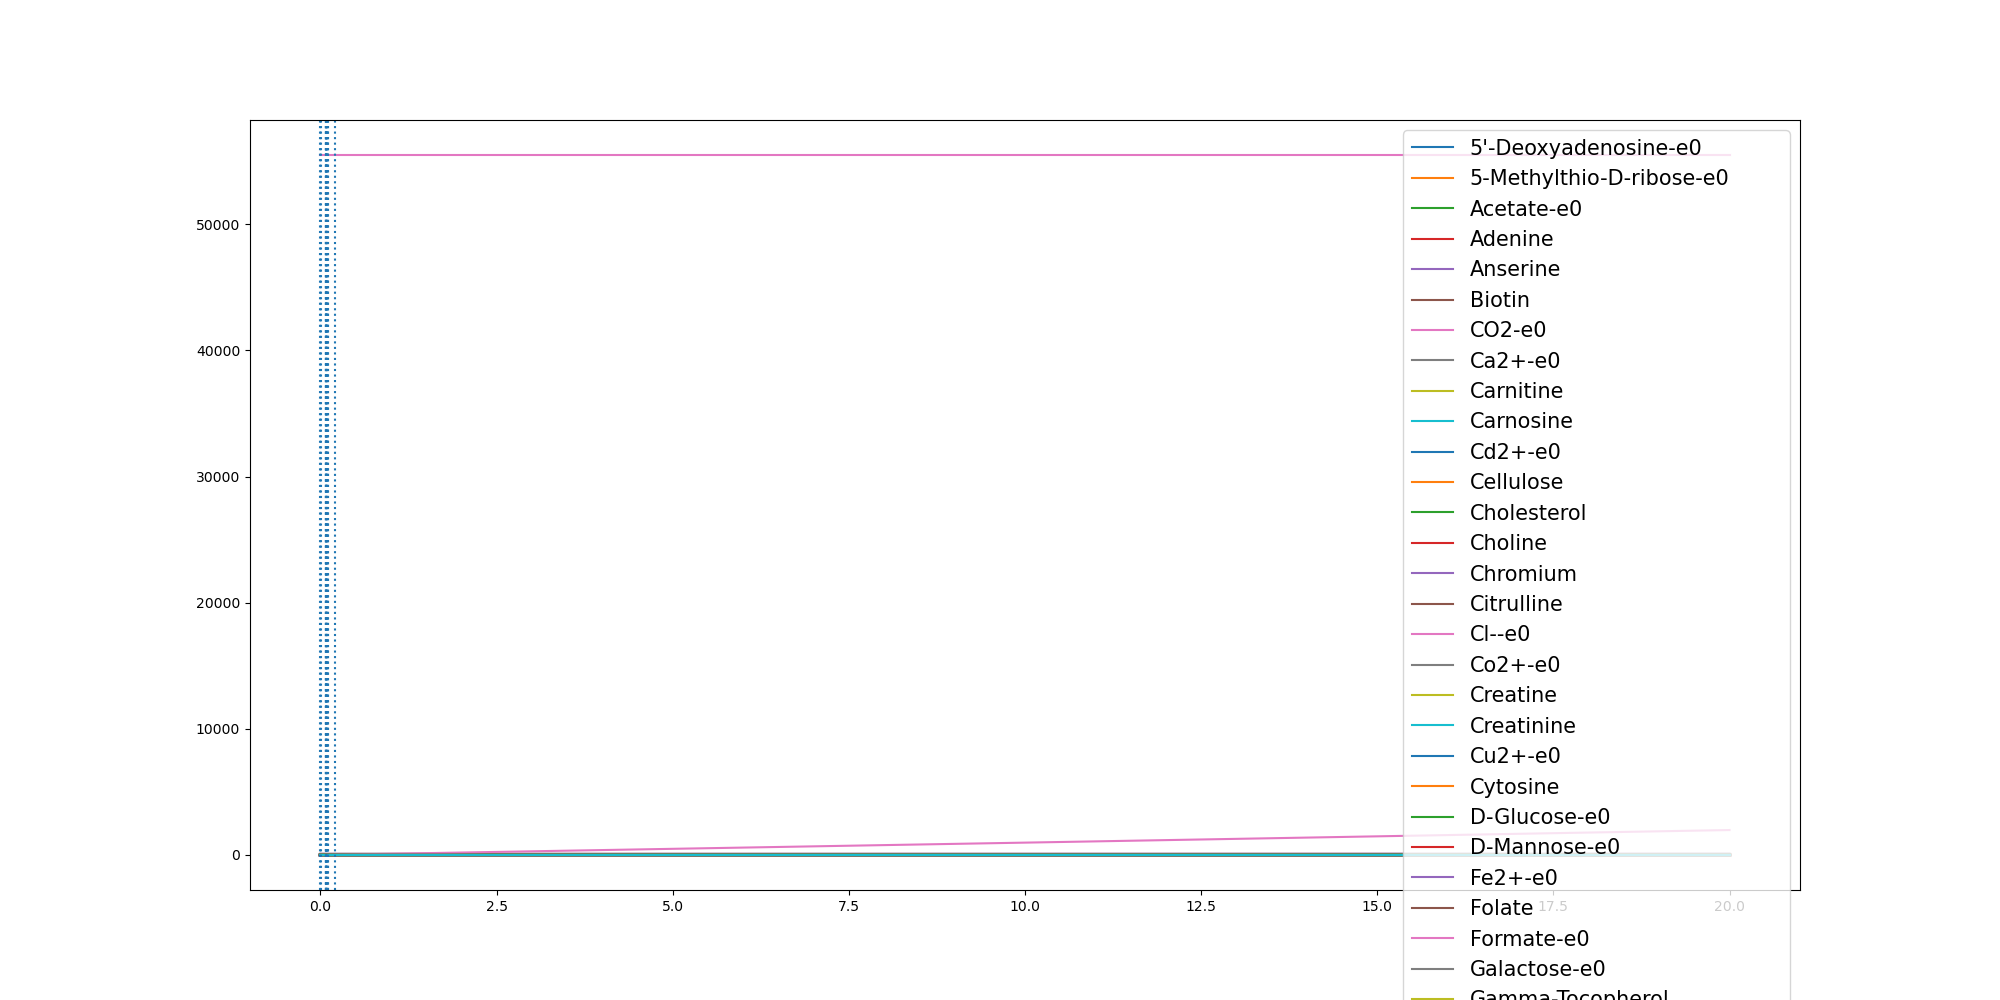 5'-Deoxyadenosine-e0
5-Methylthio-D-ribose-e0
Acetate-e0
Adenine
Anserine
Biotin
CO2-e0
Ca2+-e0
Carnitine
Carnosine
Cd2+-e0
Cellulose
Cholesterol
Choline
Chromium
Citrulline
Cl--e0
Co2+-e0
Creatine
Creatinine
Cu2+-e0
Cytosine
D-Glucose-e0
D-Mannose-e0
Fe2+-e0
Folate
Formate-e0
Galactose-e0
Gamma-Tocopherol
50000
40000
30000
20000
10000
0
0.0 2.5 5.0 7.5 10.0 12.5 15.0 17.5 20.0